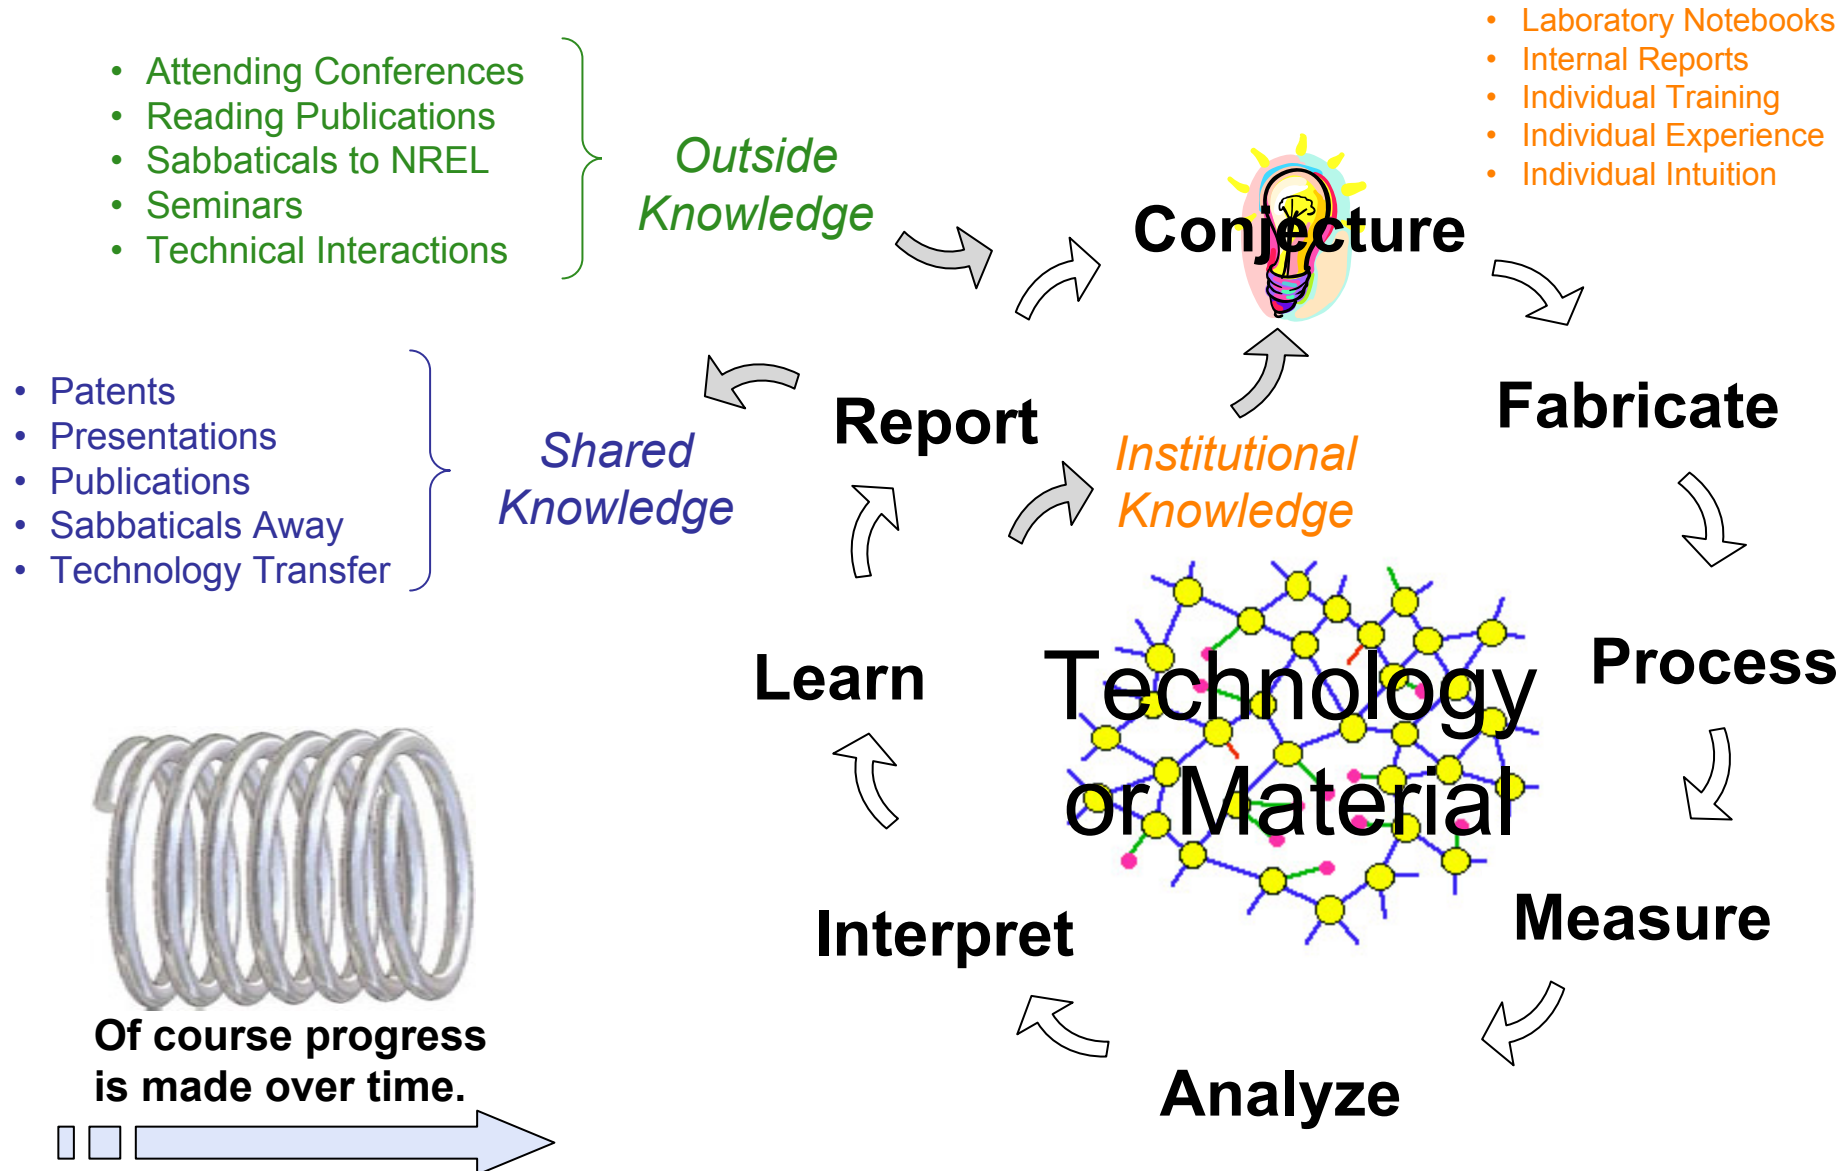 • Attending Conferences
• Reading Publications
• Sabbaticals to NREL
• Seminars
• Technical Interactions
Outside
Knowledge
• Laboratory Notebooks
• Internal Reports
• Individual Training
• Individual Experience
• Individual Intuition
Conjecture
• Patents
• Presentations
• Publications
• Sabbaticals Away
• Technology Transfer
Shared
Knowledge
Report
Institutional
Knowledge
Fabricate
Learn
Technology
or Material
Process
Interpret
Measure
Analyze
Of course progress
is made over time.